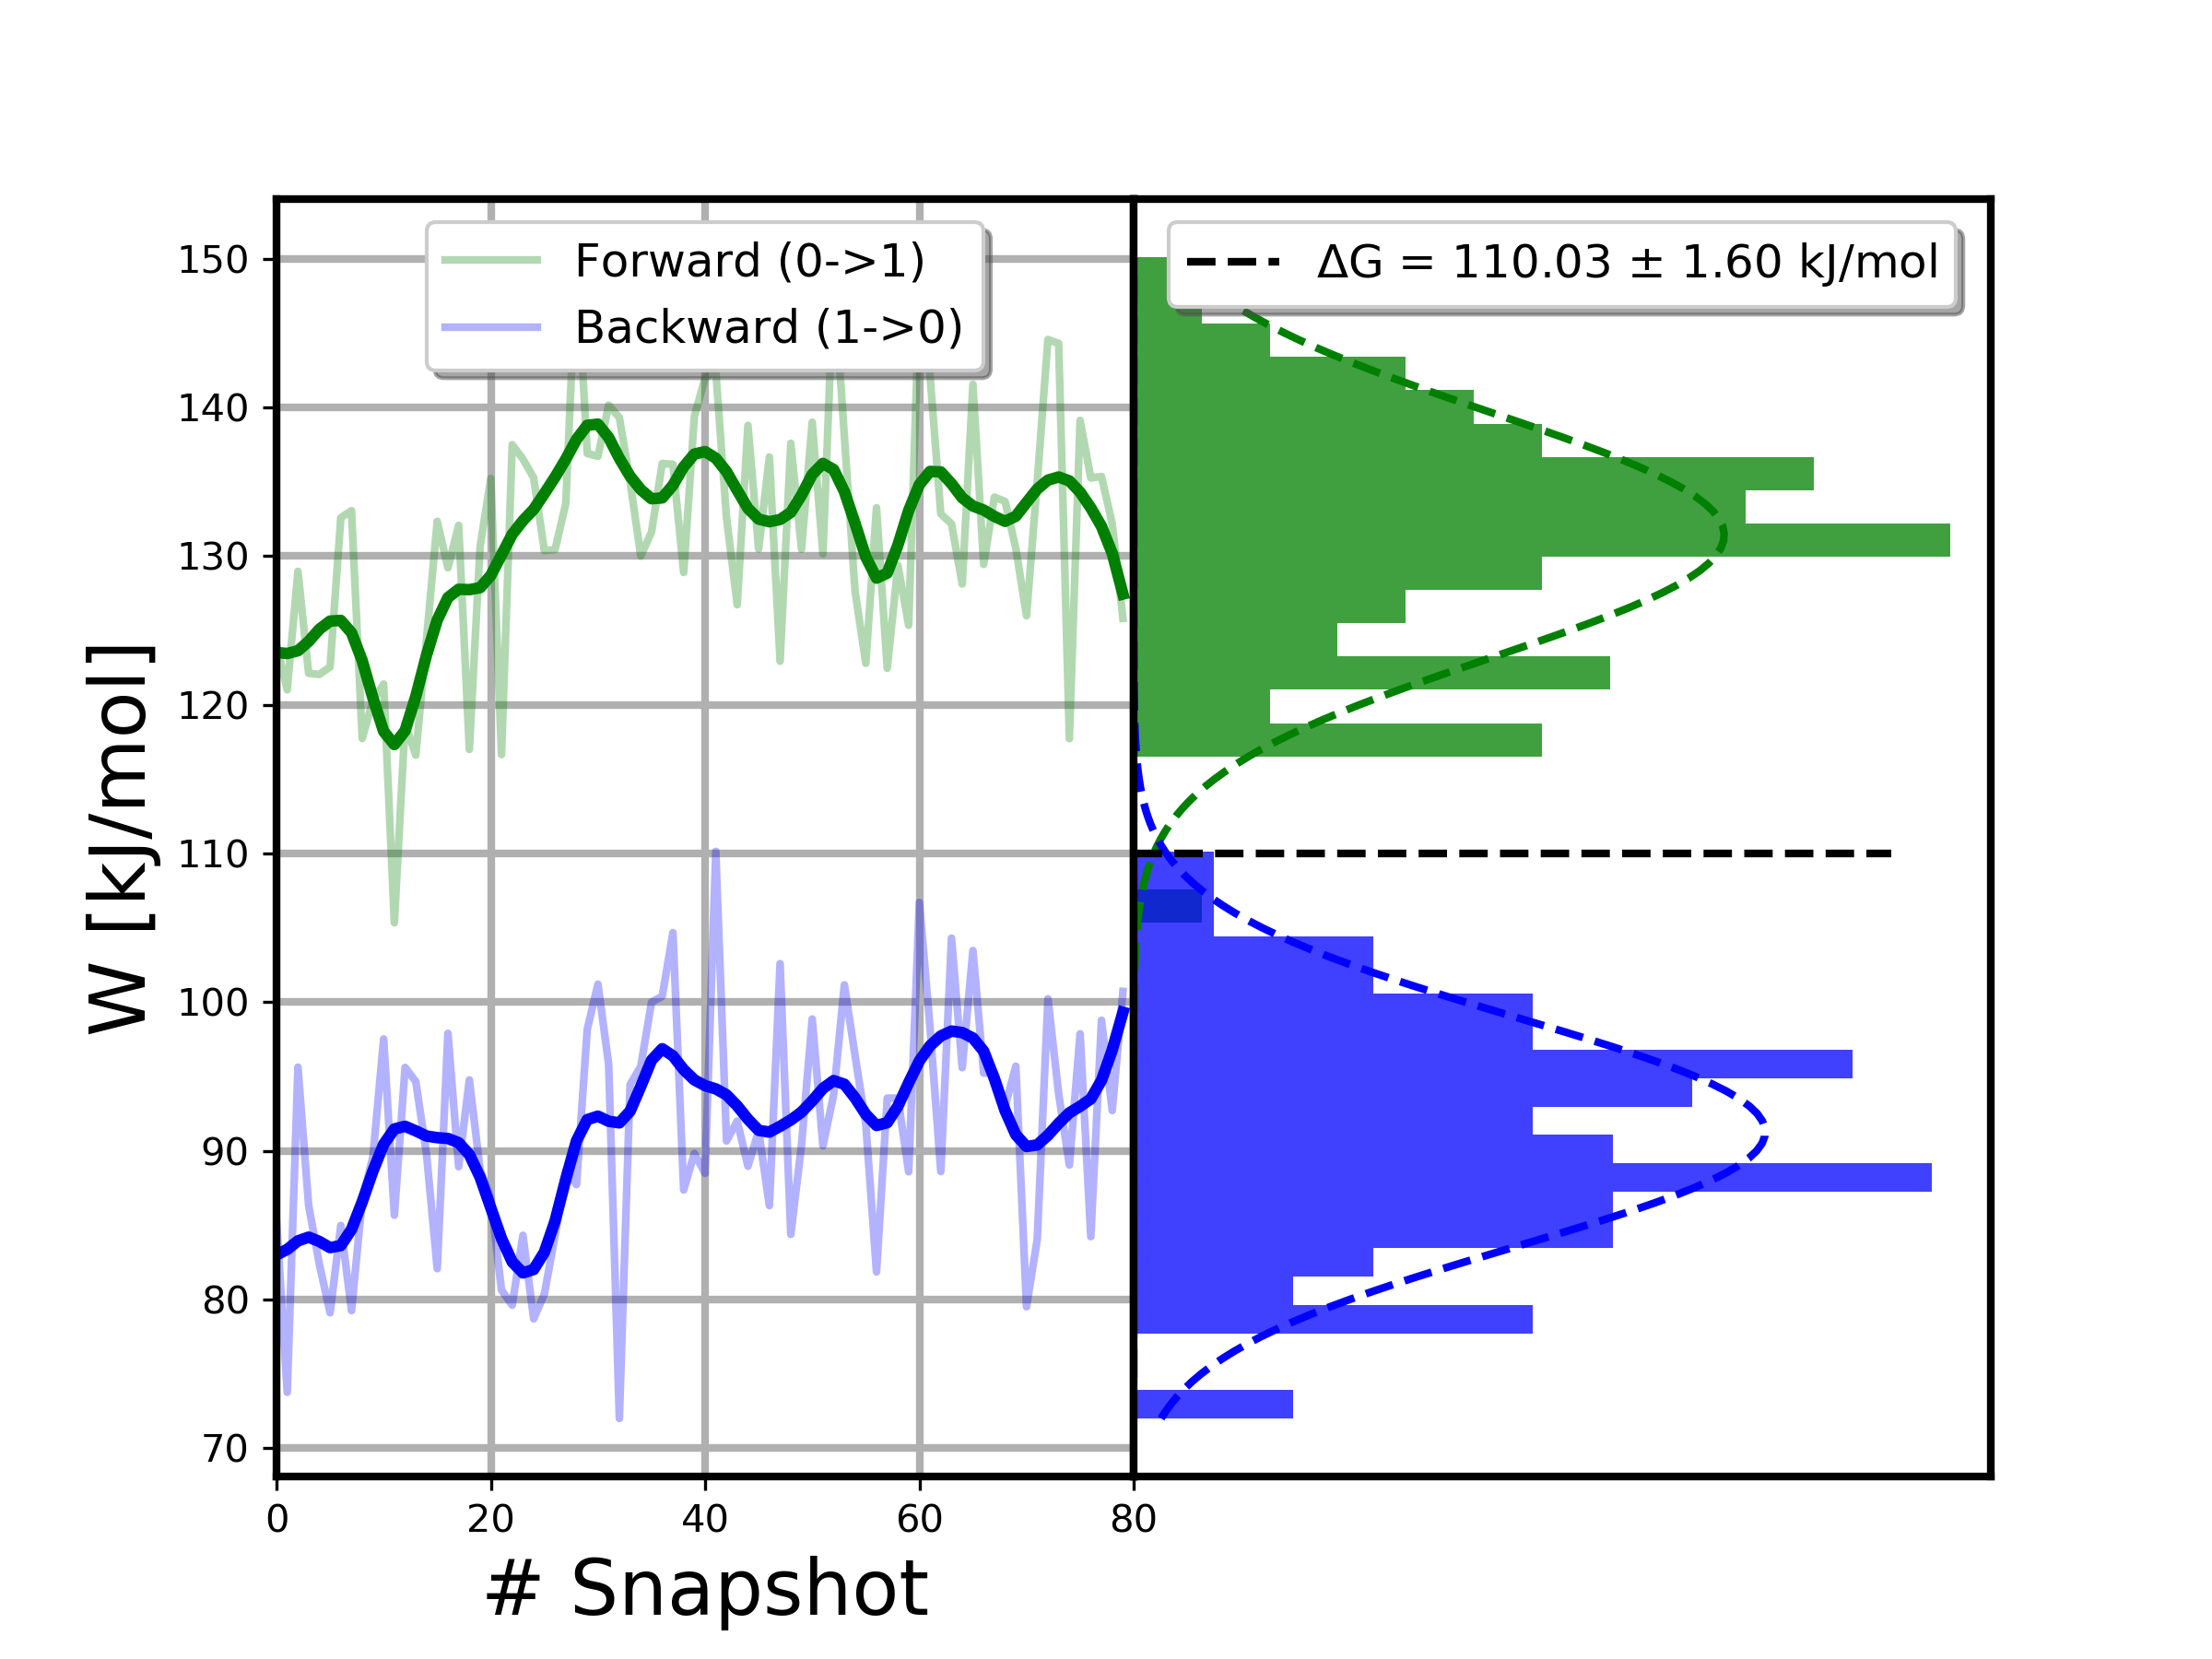 Forward (0->1)
Backward (1->0)
ΔG = 110.03 ± 1.60 kJ/mol
150
140
130
120
110
100
90
80
70
W [kJ/mol]
0 20 40 60 80
# Snapshot